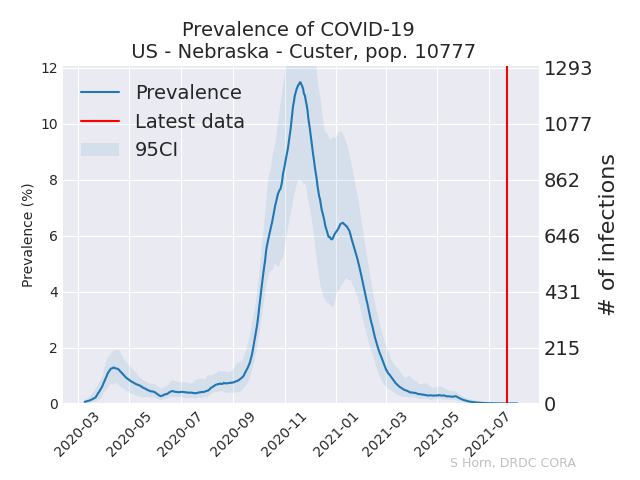 Prevalence of COVID-19
US - Nebraska - Custer, pop. 10777
Prevalence
Latest data
95CI
Prevalence (%)
12
10
8
6
4
2
0
1293
1077
862
646
431
215
0
# of infections
2020-03
2020-05
2020-07
2020-09
2020-11
2021-01
2021-03
2021-05
2021-07
S Horn, DRDC CORA